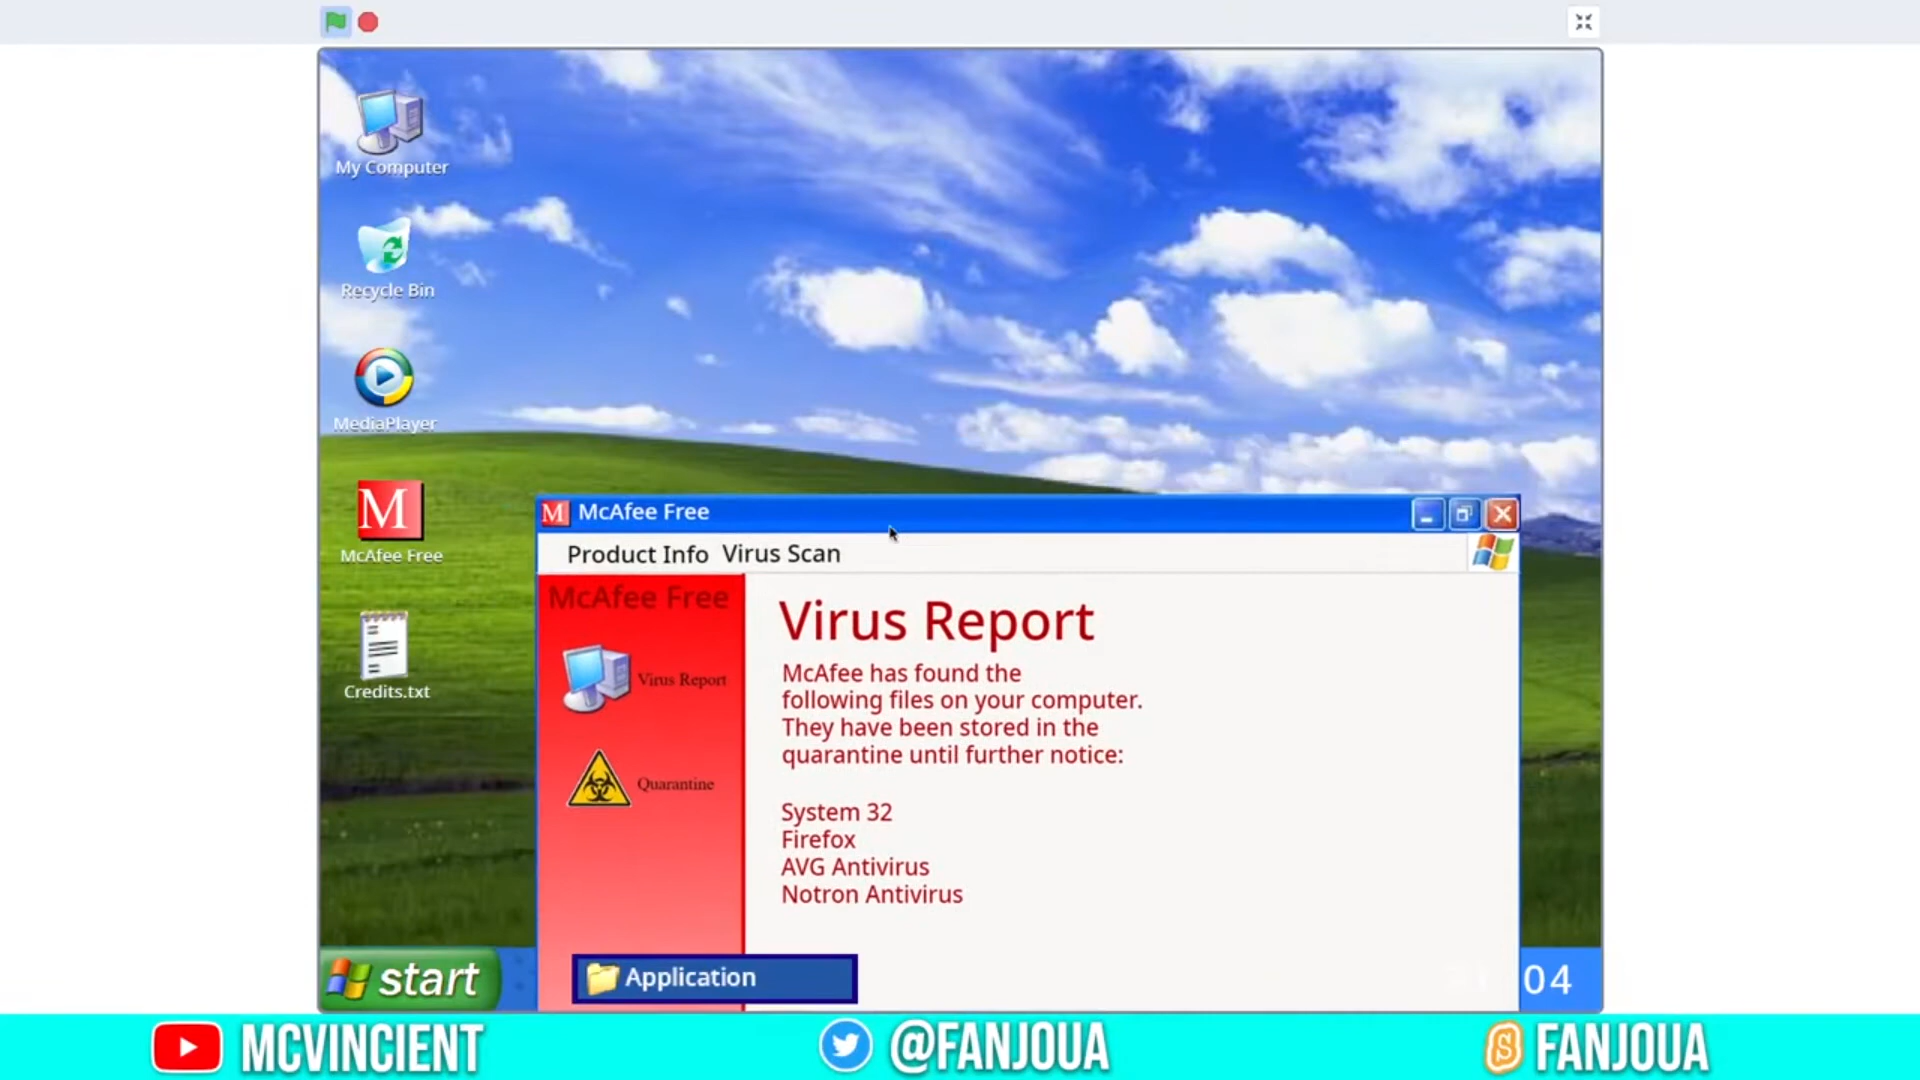 My Computer
Recycle Bin
MediaPlayer
M
McAfee Free
Credits.txt
M McAfee Free
Product Info Virus Scan
McAfee Free
Virus Report
Quarantine
Virus Report
McAfee has found the
following files on your computer.
They have been stored in the
quarantine until further notice:
System 32
Firefox
AVG Antivirus
Notron Antivirus
start
Application
04
MCVINCIENT
@FANJOUA
S FANJOUA